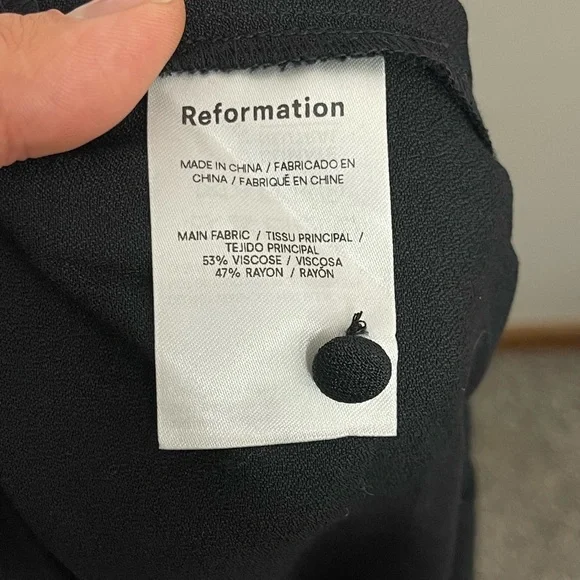 Reformation
MADE IN CHINA / FABRICADO EN
CHINA / FABRIQUÉ EN CHINE
MAIN FABRIC / TISSU PRINCIPAL /
TEJIDO PRINCIPAL
53% VISCOSE / VISCOSA
47% RAYON / RAYÓN